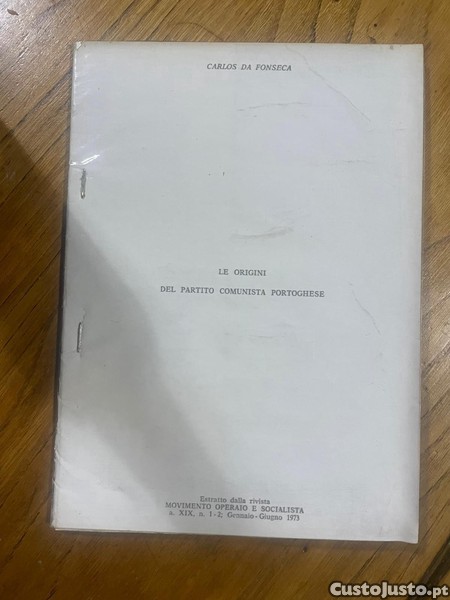 CARLOS DA FONSECA
LE ORIGINI
DEL PARTITO COMUNISTA PORTOGHESE
Estratto dalla rivista
MOVIMENTO OPERAIO E SOCIALISTA
a. XIX, n. 1-2; Gennaio-Giugno 1973
CustoJusto.pt